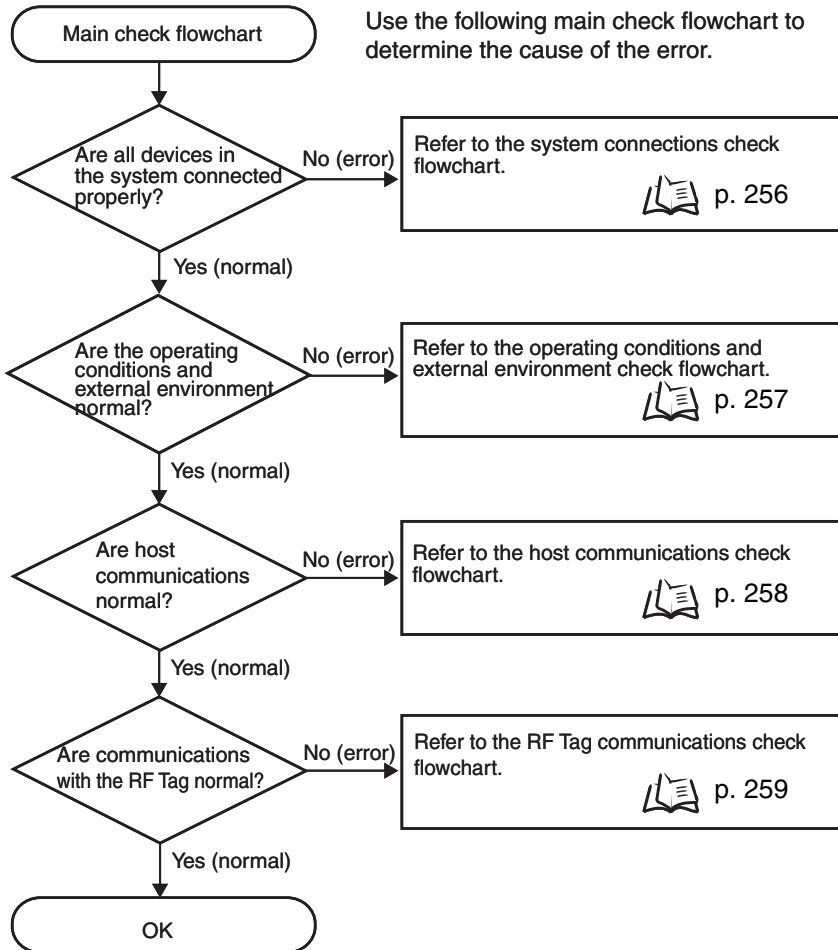 Main check flowchart
Use the following main check flowchart to
determine the cause of the error.
Are all devices in
the system connected
properly?
No (error)
Refer to the system connections check
flowchart.
p. 256
Yes (normal)
Are the operating
conditions and
external environment
normal?
No (error)
Refer to the operating conditions and
external environment check flowchart.
p. 257
Yes (normal)
Are host
communications
normal?
No (error)
Refer to the host communications check
flowchart.
p. 258
Yes (normal)
Are communications
with the RF Tag normal?
No (error)
Refer to the RF Tag communications check
flowchart.
p. 259
Yes (normal)
OK